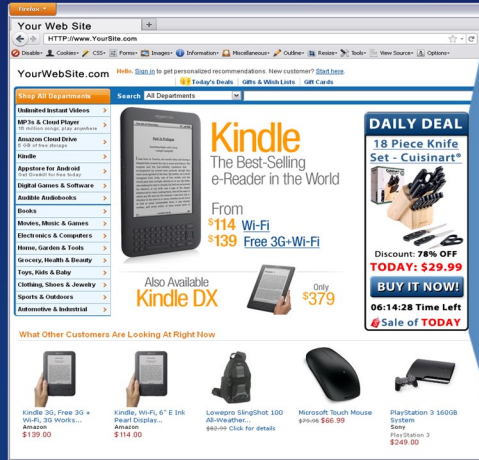 Firefox
Your Web Site
+
HTTP://www.YourSite.com
Disable Cookies CSS Forms Images Information Miscellaneous Outline Resize Tools View Source Options
YourWebSite.com
Hello. Sign in to get personalized recommendations. New customer? Start here.
Today's Deals | Gifts & Wish Lists | Gift Cards
Shop All Departments
Search All Departments
Unlimited Instant Videos
MP3s & Cloud Player
18 million songs, play anywhere
Amazon Cloud Drive
5 GB of free storage
Kindle
Appstore for Android
Digital Games & Software
Audible Audiobooks
Books
Movies, Music & Games
Electronics & Computers
Home, Garden & Tools
Grocery, Health & Beauty
Toys, Kids & Baby
Clothing, Shoes & Jewelry
Sports & Outdoors
Automotive & Industrial
Kindle
The Best-Selling
e-Reader in the World
From
$114 Wi-Fi
$139 Free 3G+Wi-Fi
Also Available
Kindle DX
Only
$379
DAILY DEAL
18 Piece Knife
Set - Cuisinart®
Discount: 78% OFF
TODAY: $29.99
BUY IT NOW!
06:14:28 Time Left
Sale of TODAY
What Other Customers Are Looking At Right Now
Kindle 3G, Free 3G +
Wi-Fi, 3G Works...
Amazon
$139.00
Kindle, Wi-Fi, 6" E Ink
Pearl Display...
Amazon
$114.00
Lowepro SlingShot 100
All-Weather...
$82.99 Click for details
Microsoft Touch Mouse
$79.95 $66.99
PlayStation 3 160GB
System
Sony
PlayStation 3
$249.00